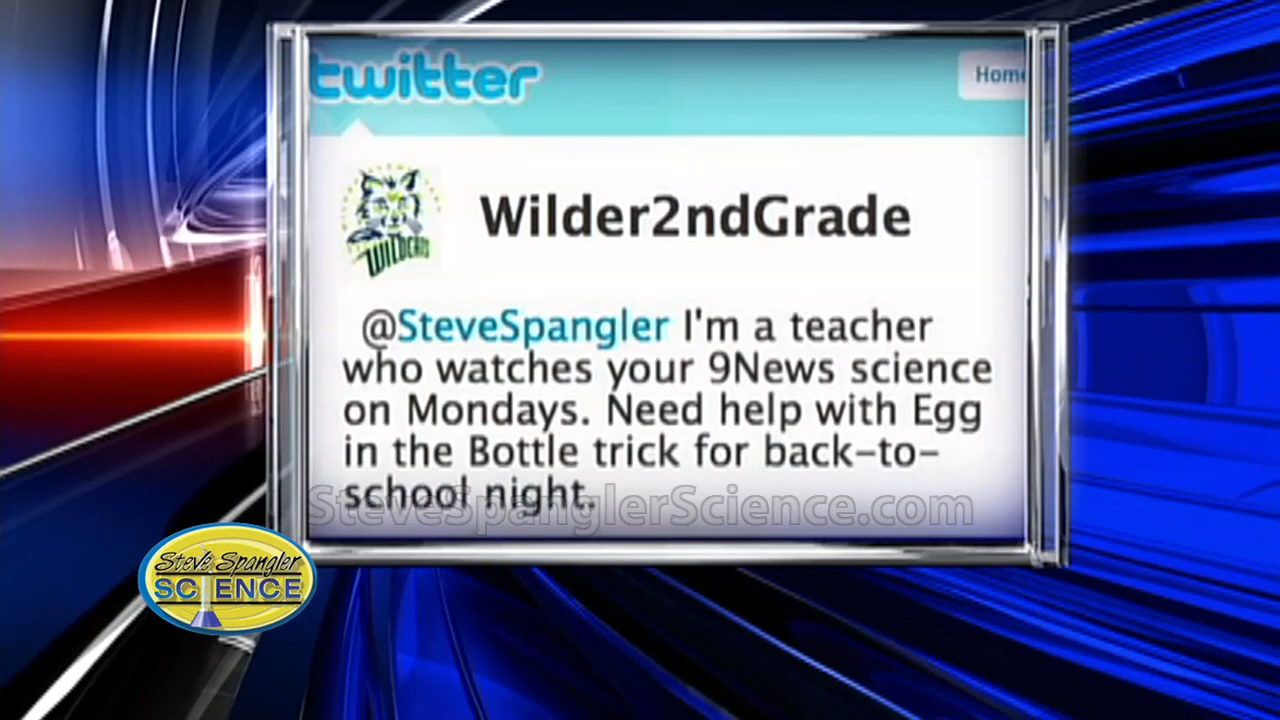 twitter
Home
WILDCATS
Wilder2ndGrade
@SteveSpangler I'm a teacher
who watches your 9News science
on Mondays. Need help with Egg
in the Bottle trick for back-to-
school night.
SteveSpanglerScience.com
Steve Spangler
SCIENCE